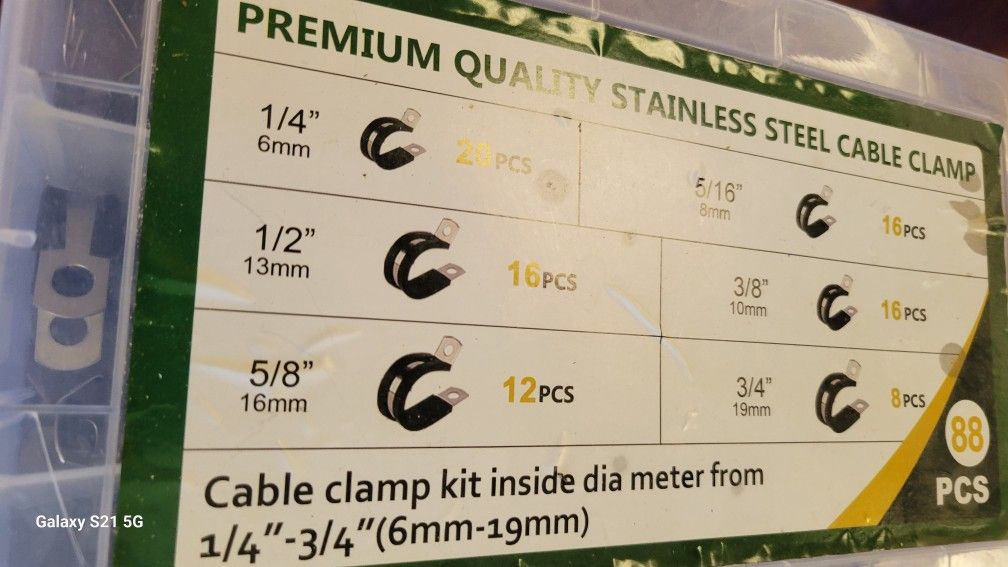 PREMIUM QUALITY STAINLESS STEEL CABLE CLAMP
1/4” 20PCS
6mm
5/16” 16PCS
8mm
1/2” 16PCS
13mm
3/8” 16PCS
10mm
5/8” 12PCS
16mm
3/4” 8PCS
19mm
88
PCS
Cable clamp kit inside dia meter from
1/4”-3/4”(6mm-19mm)
Galaxy S21 5G